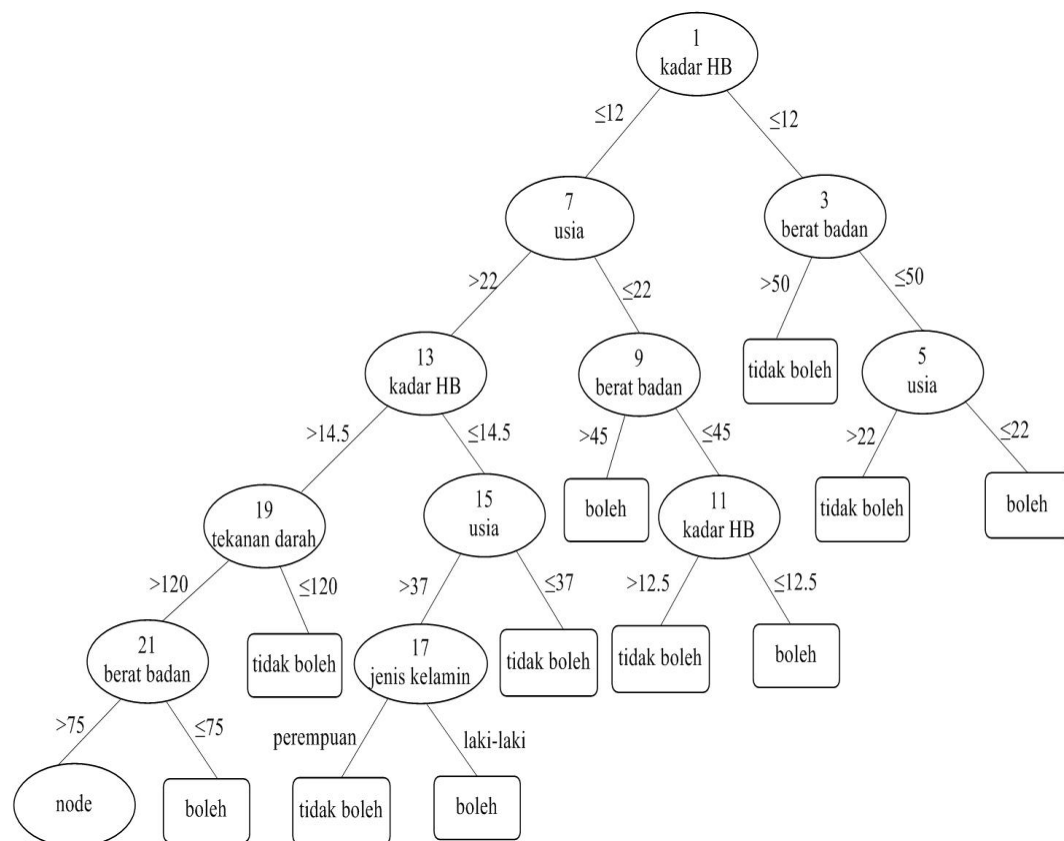 1
kadar HB
≤12
≤12
7
usia
3
berat badan
>22
≤22
>50
≤50
13
kadar HB
9
berat badan
tidak boleh
5
usia
>14.5
≤14.5
>45
≤45
>22
≤22
19
tekanan darah
15
usia
boleh
11
kadar HB
tidak boleh
boleh
>120
≤120
>37
≤37
>12.5
≤12.5
21
berat badan
tidak boleh
17
jenis kelamin
tidak boleh
tidak boleh
boleh
>75
≤75
perempuan
laki-laki
node
boleh
tidak boleh
boleh